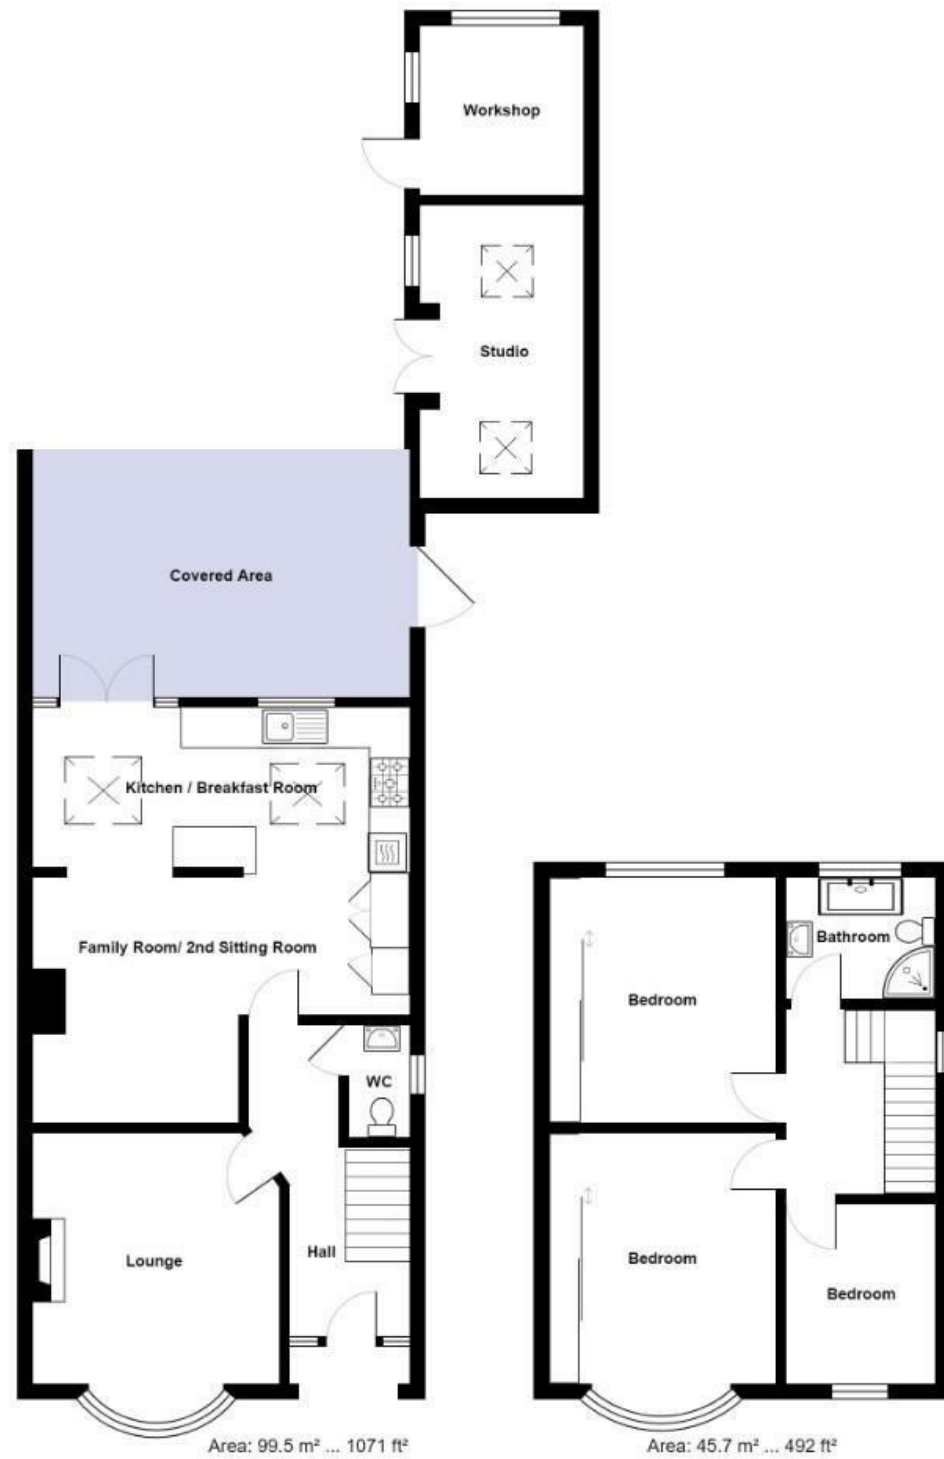 Workshop
Studio
Covered Area
Kitchen / Breakfast Room
Family Room/ 2nd Sitting Room
WC
Hall
Lounge
Bedroom
Bathroom
Bedroom
Bedroom
Area: 99.5 m² ... 1071 ft²
Area: 45.7 m² ... 492 ft²